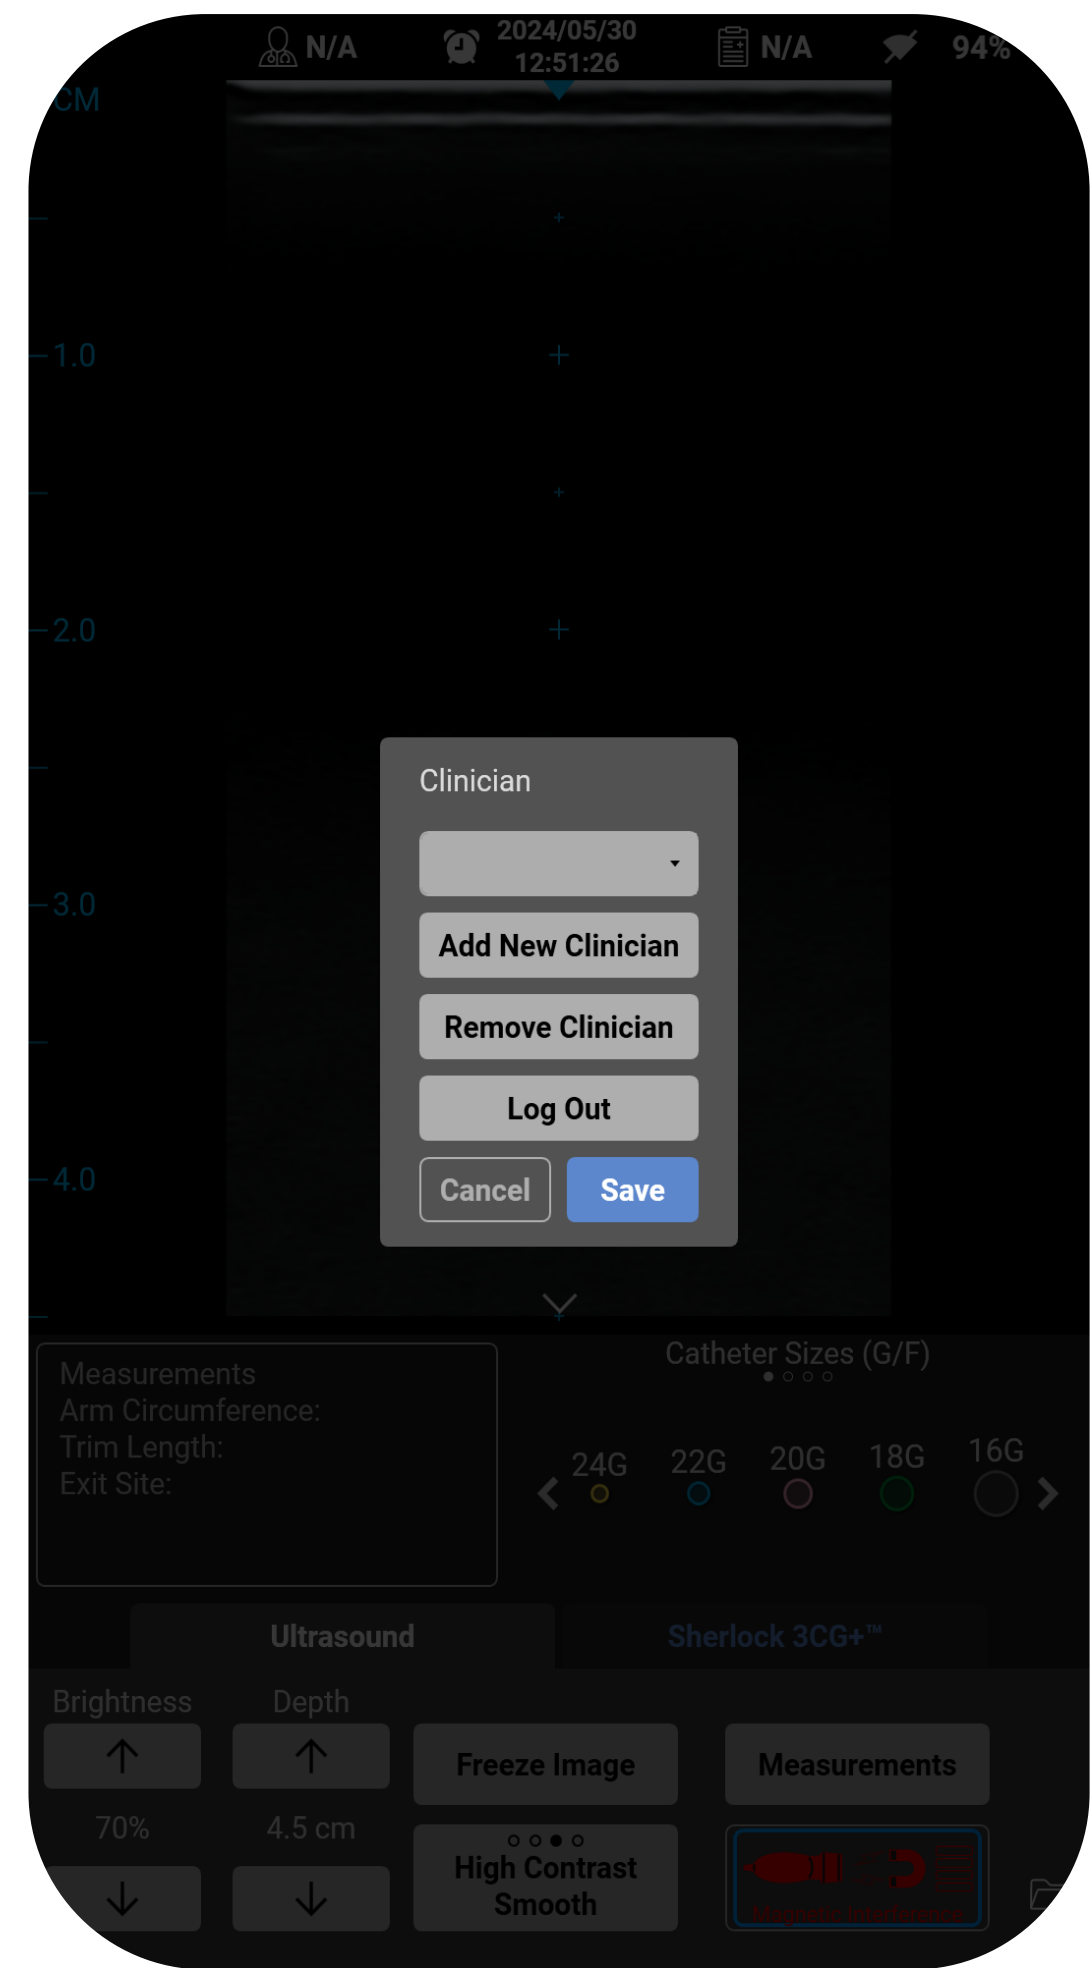 N/A
2024/05/30
12:51:26
N/A
94%
CM
1.0
2.0
3.0
4.0
Clinician
Add New Clinician
Remove Clinician
Log Out
Cancel
Save
Measurements
Arm Circumference:
Trim Length:
Exit Site:
Catheter Sizes (G/F)
24G
22G
20G
18G
16G
Ultrasound
Sherlock 3CG+™
Brightness
Depth
70%
4.5 cm
Freeze Image
Measurements
High Contrast
Smooth
Magnetic Interference